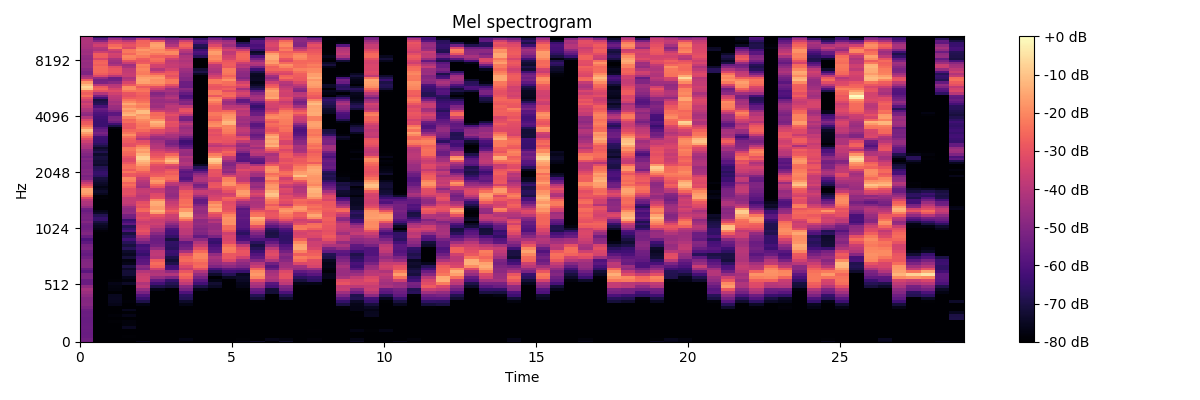 Mel spectrogram
8192
4096
2048
1024
512
0
Hz
0 5 10 15 20 25
Time
+0 dB
-10 dB
-20 dB
-30 dB
-40 dB
-50 dB
-60 dB
-70 dB
-80 dB